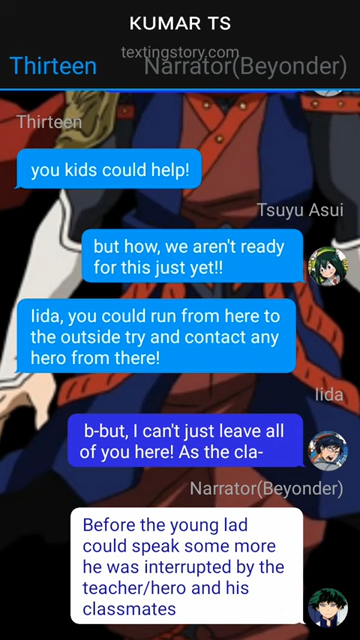 KUMAR TS
textingstory.com
Thirteen Narrator(Beyonder)
Thirteen
you kids could help!
Tsuyu Asui
but how, we aren't ready
for this just yet!!
Iida, you could run from here to
the outside try and contact any
hero from there!
Iida
b-but, I can't just leave all
of you here! As the cla-
Narrator(Beyonder)
Before the young lad
could speak some more
he was interrupted by the
teacher/hero and his
classmates